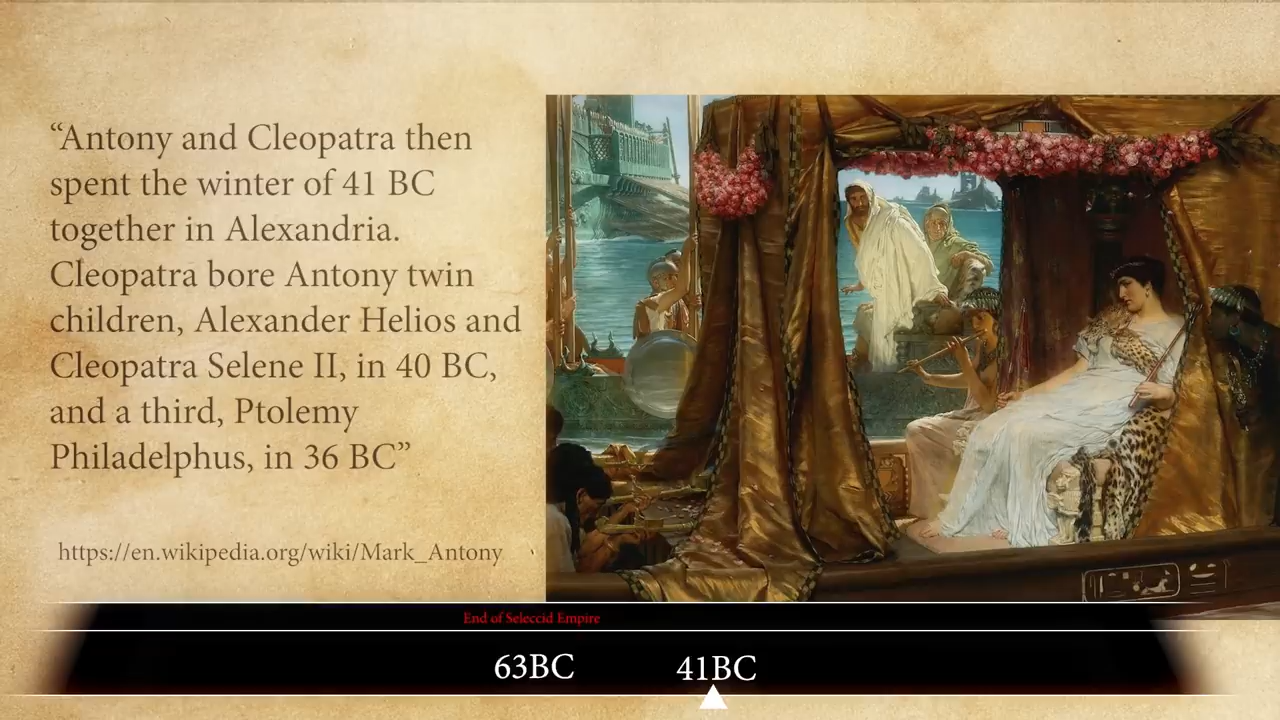 “Antony and Cleopatra then
spent the winter of 41 BC
together in Alexandria.
Cleopatra bore Antony twin
children, Alexander Helios and
Cleopatra Selene II, in 40 BC,
and a third, Ptolemy
Philadelphus, in 36 BC”
https://en.wikipedia.org/wiki/Mark_Antony
End of Seleccid Empire
63BC 41BC